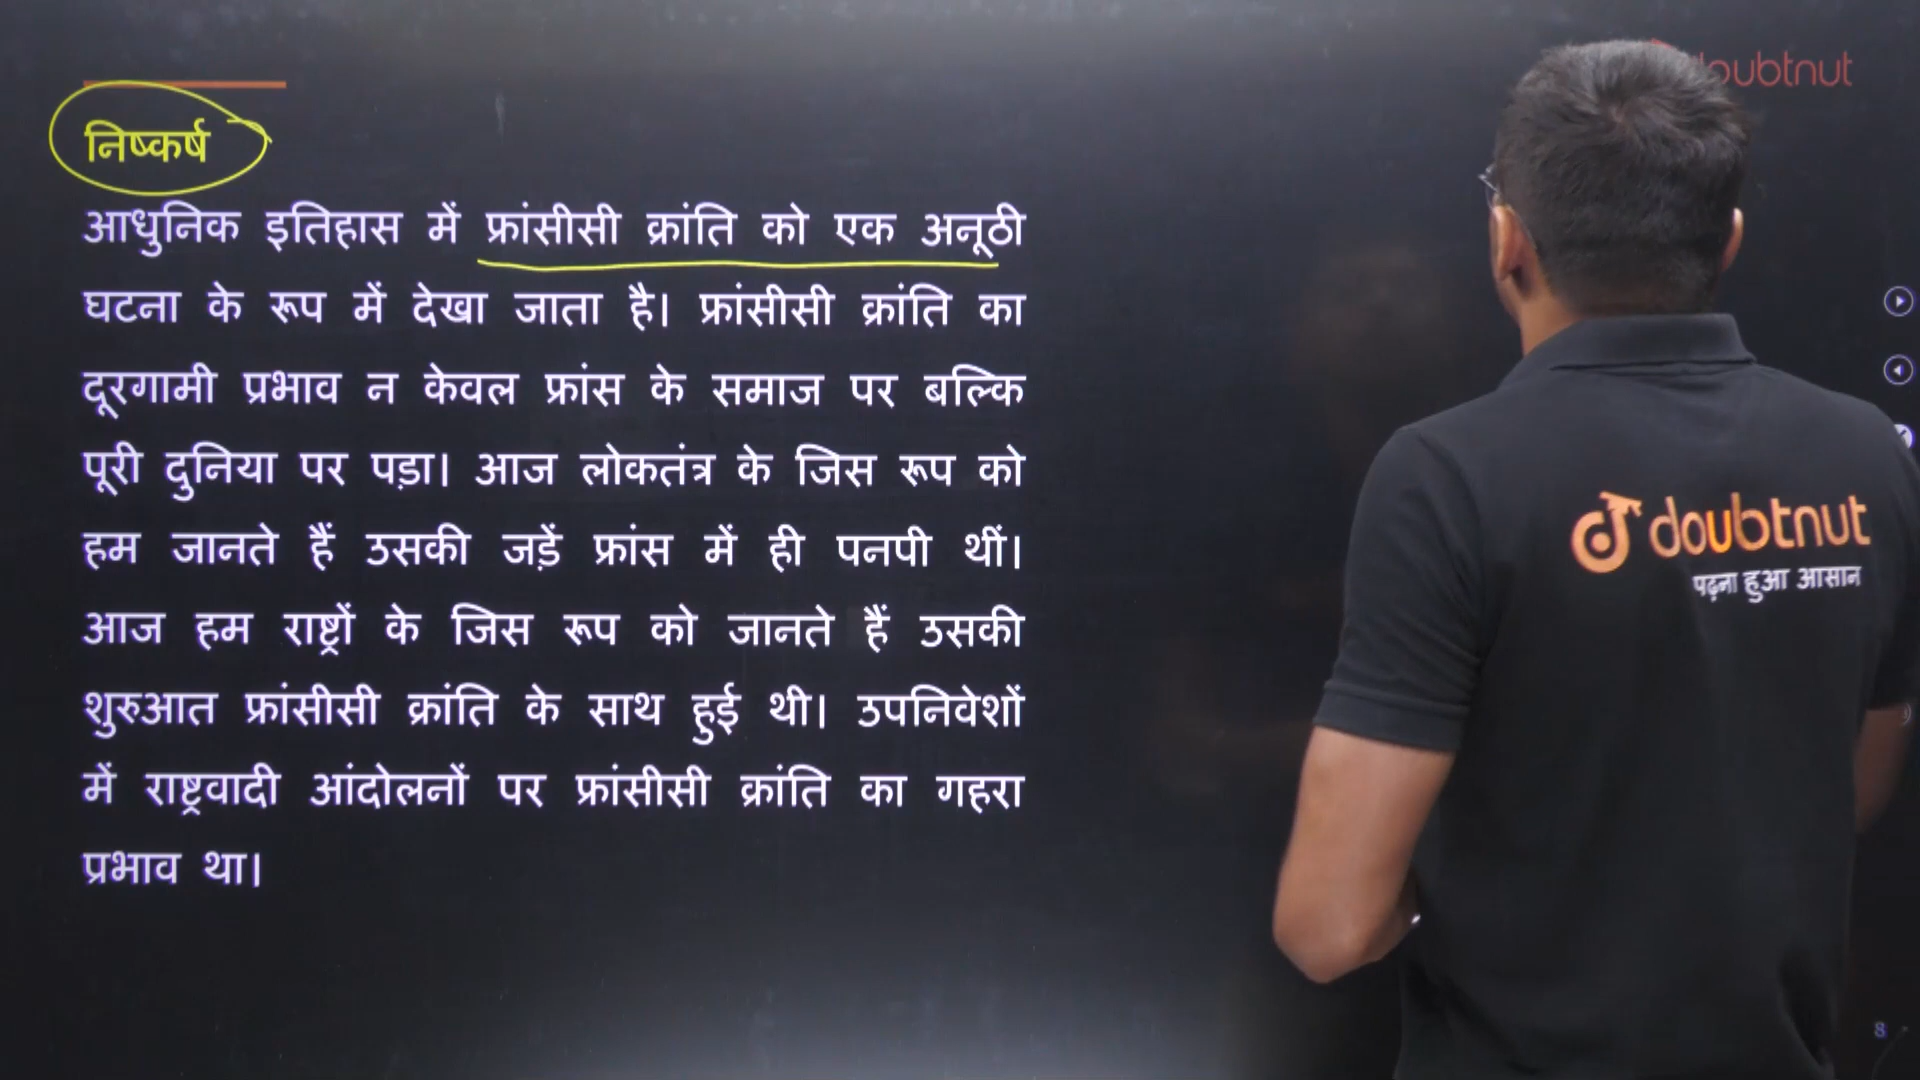 doubtnut
निष्कर्ष
आधुनिक इतिहास में फ्रांसीसी क्रांति को एक अनूठी
घटना के रूप में देखा जाता है। फ्रांसीसी क्रांति का
दूरगामी प्रभाव न केवल फ्रांस के समाज पर बल्कि
पूरी दुनिया पर पड़ा। आज लोकतंत्र के जिस रूप को
हम जानते हैं उसकी जड़ें फ्रांस में ही पनपी थीं।
आज हम राष्ट्रों के जिस रूप को जानते हैं उसकी
शुरुआत फ्रांसीसी क्रांति के साथ हुई थी। उपनिवेशों
में राष्ट्रवादी आंदोलनों पर फ्रांसीसी क्रांति का गहरा
प्रभाव था।
doubtnut
पढ़ना हुआ आसान
8